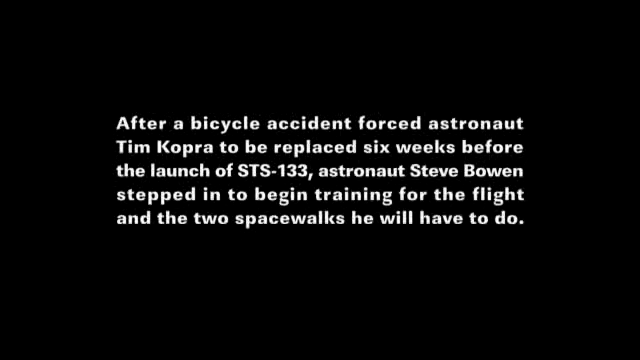 After a bicycle accident forced astronaut
Tim Kopra to be replaced six weeks before
the launch of STS-133, astronaut Steve Bowen
stepped in to begin training for the flight
and the two spacewalks he will have to do.